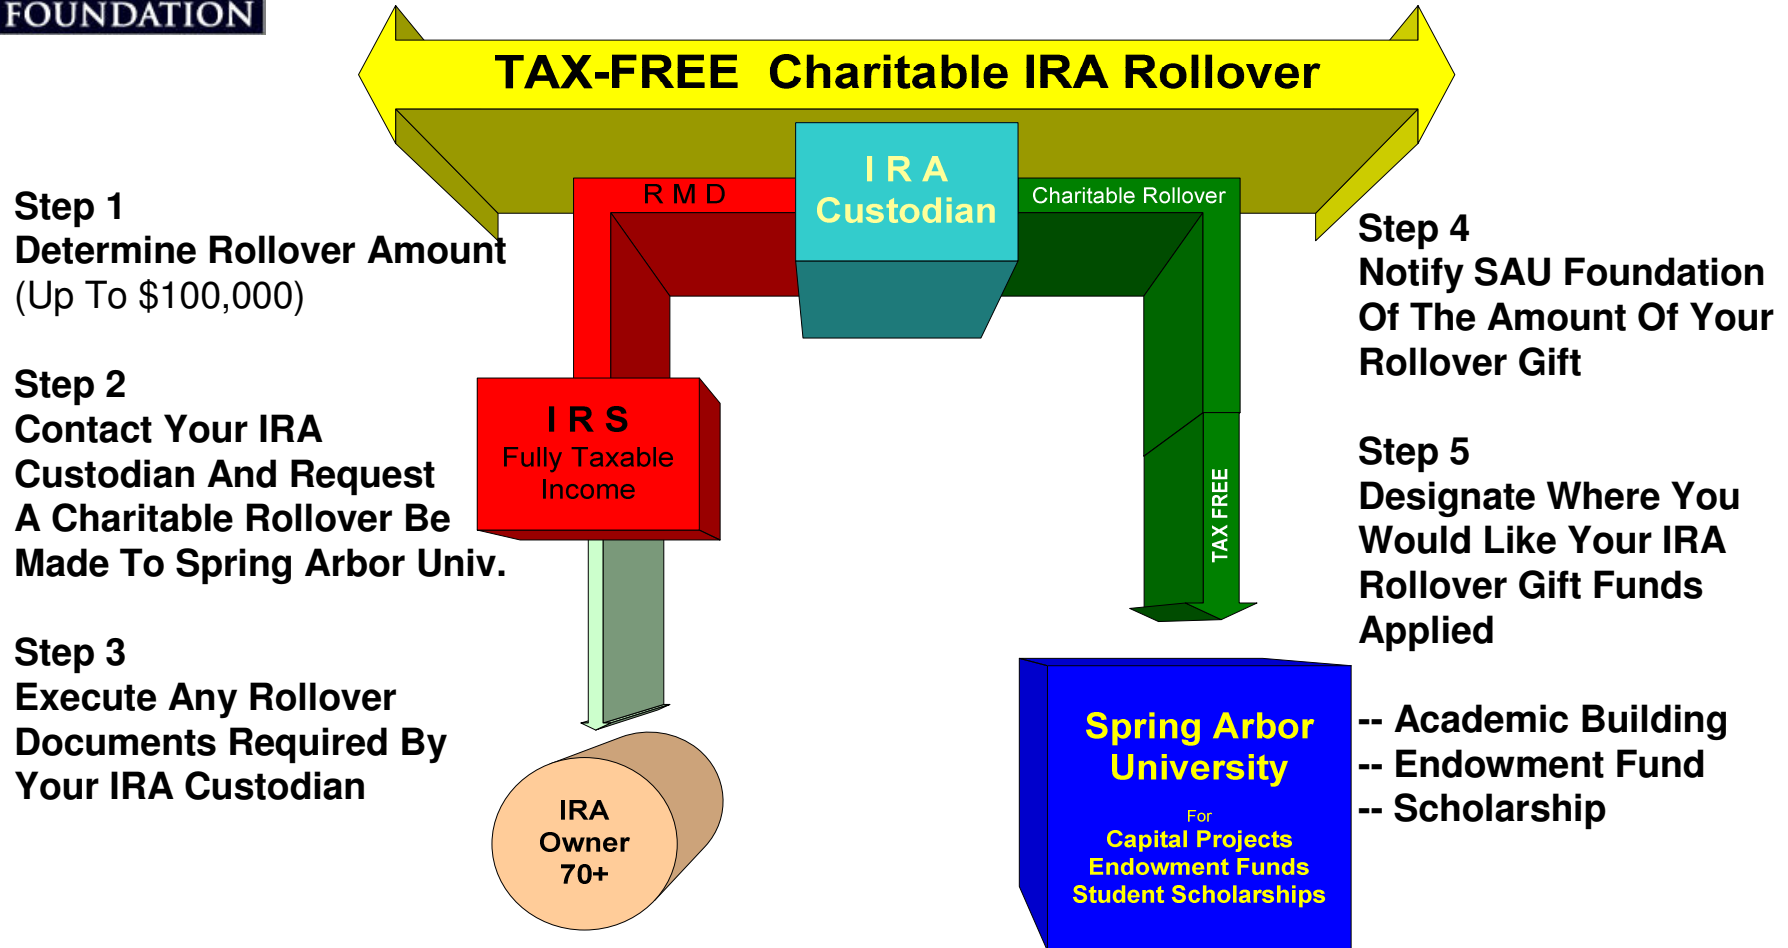 FOUNDATION
TAX-FREE Charitable IRA Rollover
Step 1
Determine Rollover Amount
(Up To $100,000)
Step 2
Contact Your IRA
Custodian And Request
A Charitable Rollover Be
Made To Spring Arbor Univ.
Step 3
Execute Any Rollover
Documents Required By
Your IRA Custodian
R M D
I R A
Custodian
Charitable Rollover
I R S
Fully Taxable
Income
TAX FREE
IRA
Owner
70+
Spring Arbor
University
For
Capital Projects
Endowment Funds
Student Scholarships
Step 4
Notify SAU Foundation
Of The Amount Of Your
Rollover Gift
Step 5
Designate Where You
Would Like Your IRA
Rollover Gift Funds
Applied
-- Academic Building
-- Endowment Fund
-- Scholarship